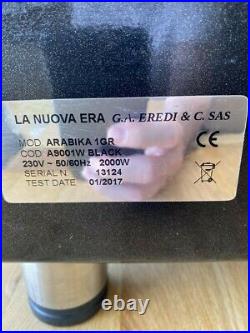 LA NUOVA ERA G.A. EREDI & C. SAS
MOD ARABIKA 1GR
COD A9001W BLACK
230V ~ 50/60Hz 2000W
SERIAL N. 13124
TEST DATE 01/2017
CE